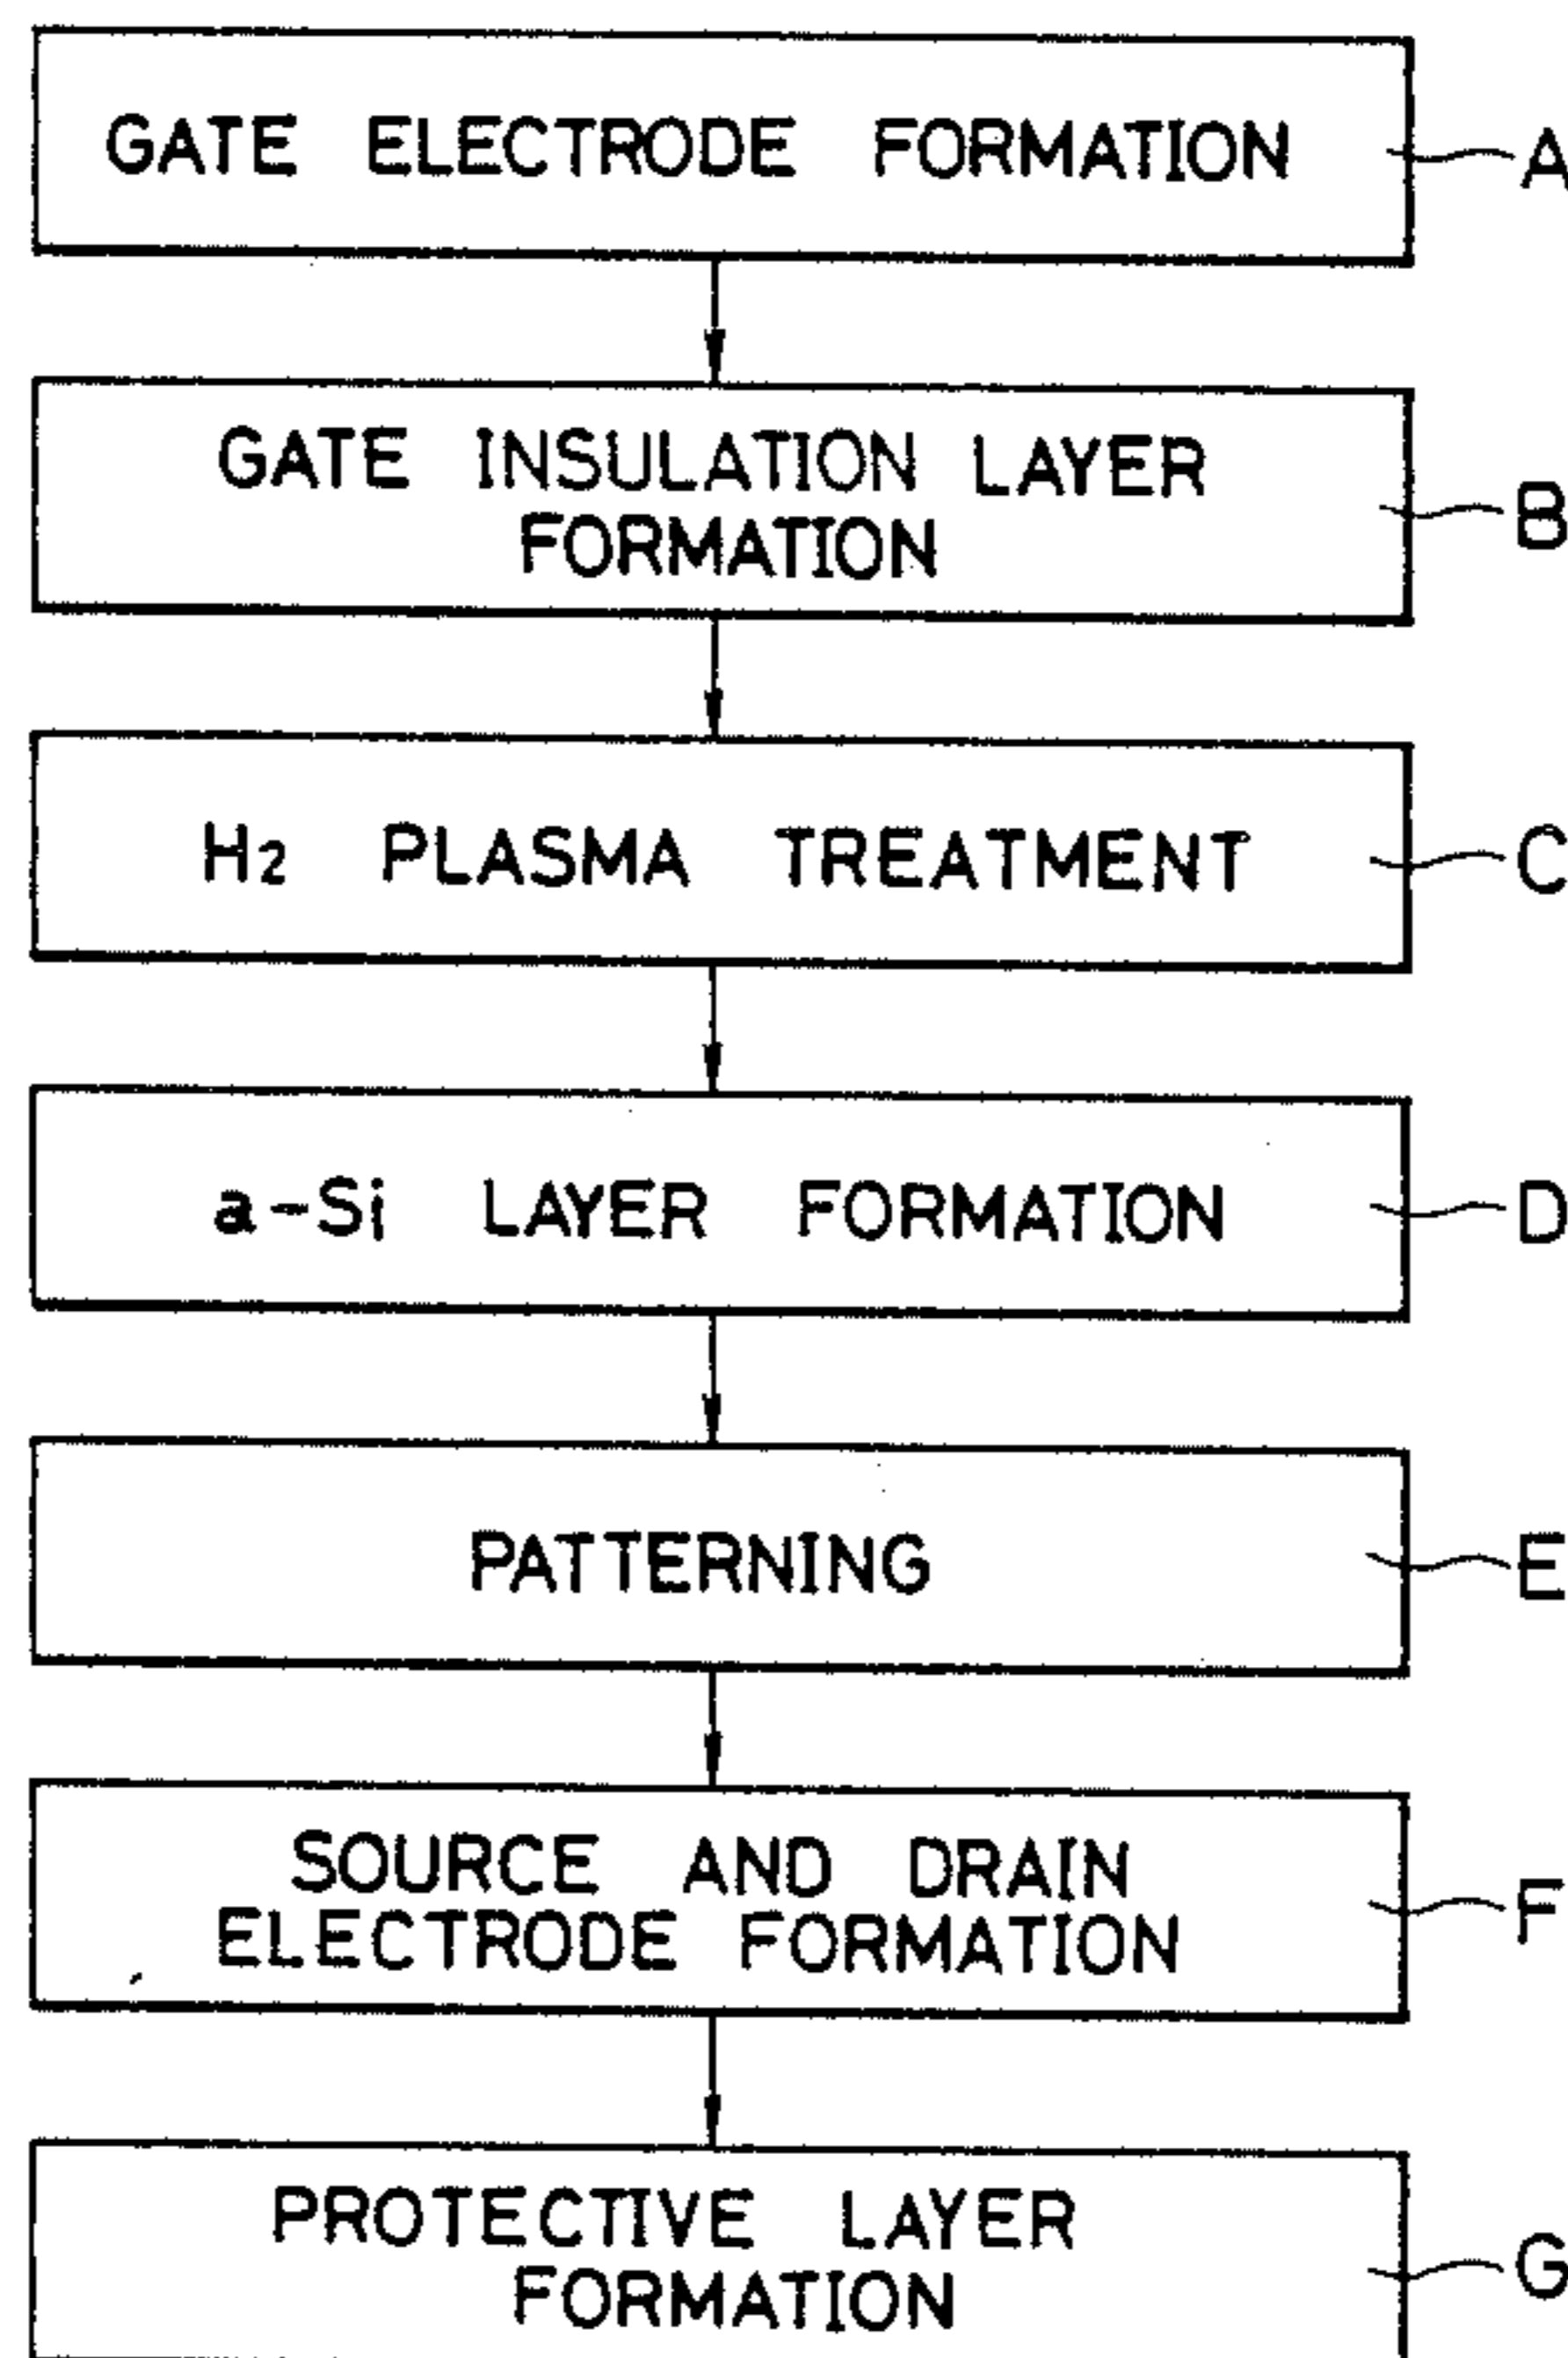 GATE ELECTRODE FORMATION
A
GATE INSULATION LAYER
FORMATION
B
H2 PLASMA TREATMENT
C
a-Si LAYER FORMATION
D
PATTERNING
E
SOURCE AND DRAIN
ELECTRODE FORMATION
F
PROTECTIVE LAYER
FORMATION
G